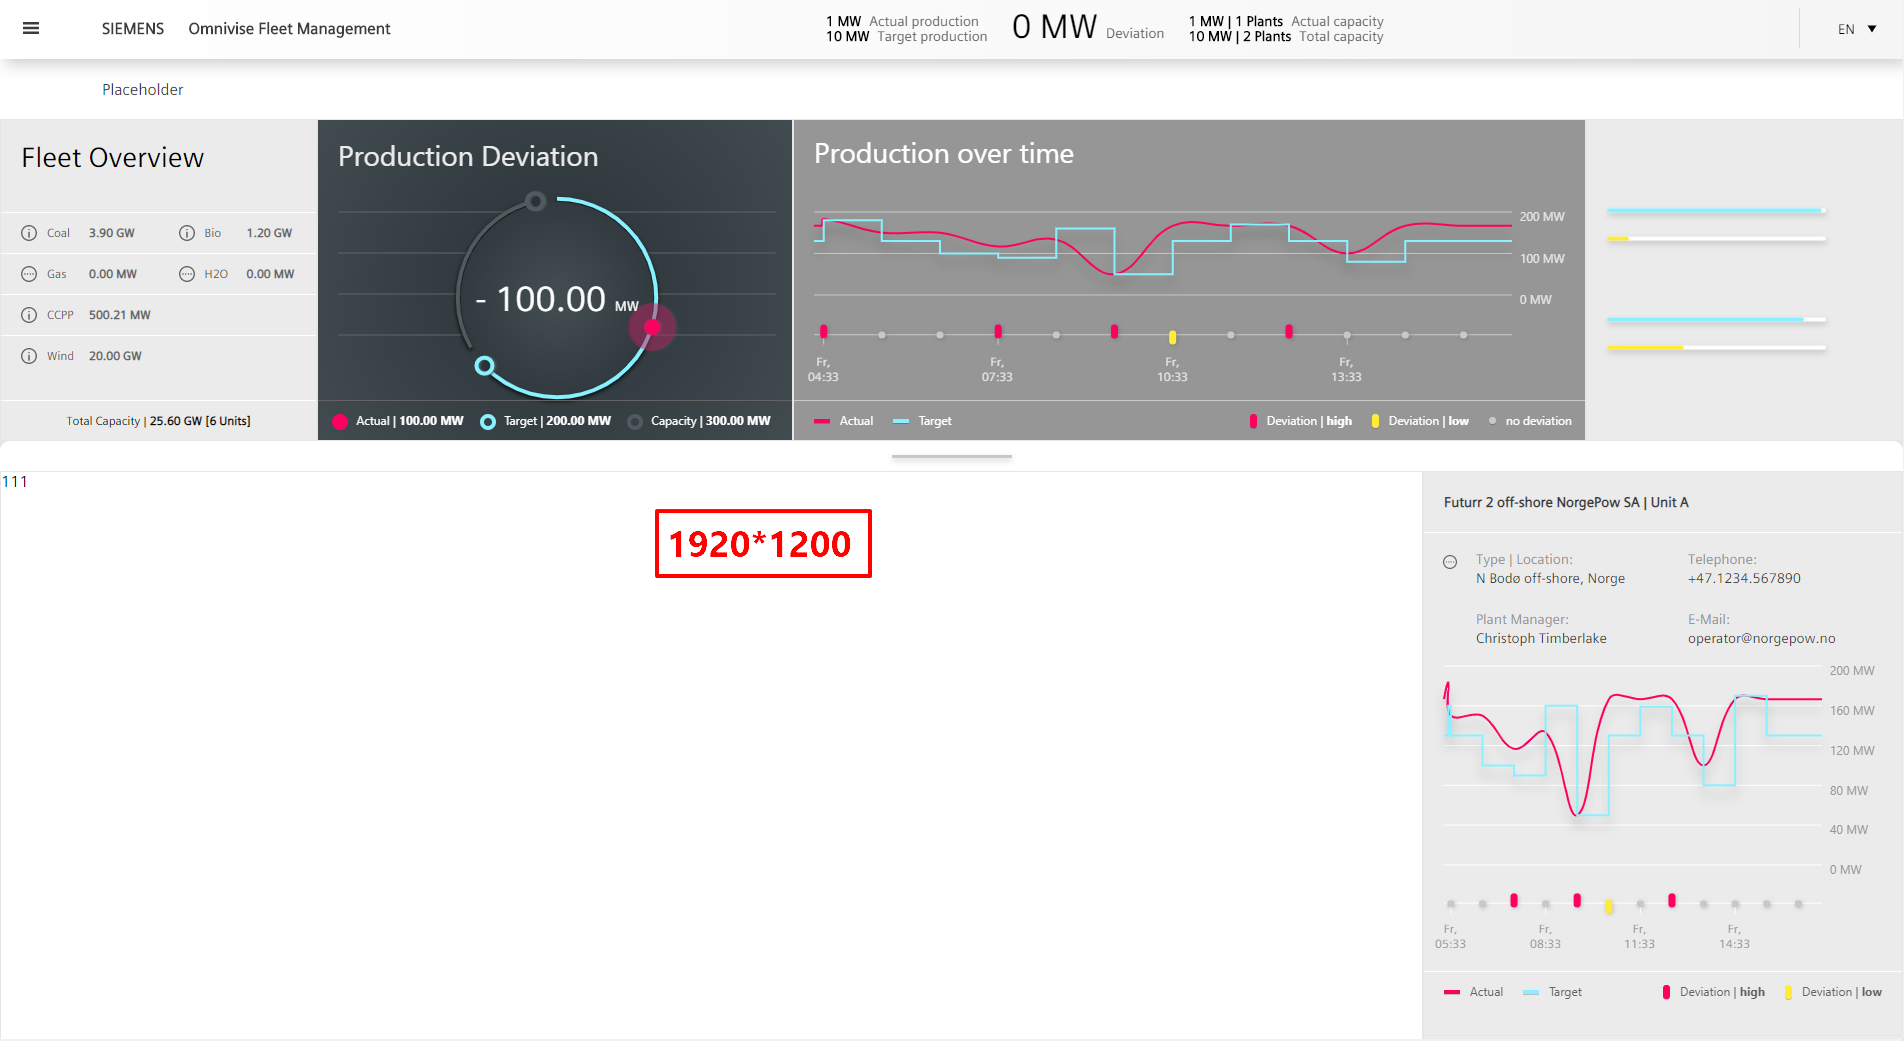 SIEMENS Omnivise Fleet Management
1 MW Actual production
10 MW Target production
0 MW Deviation
1 MW | 1 Plants Actual capacity
10 MW | 2 Plants Total capacity
EN
Placeholder
Fleet Overview
Coal 3.90 GW Bio 1.20 GW
Gas 0.00 MW H2O 0.00 MW
CCPP 500.21 MW
Wind 20.00 GW
Total Capacity | 25.60 GW [6 Units]
Production Deviation
- 100.00 MW
Actual | 100.00 MW Target | 200.00 MW Capacity | 300.00 MW
Production over time
200 MW
100 MW
0 MW
Fr, Fr, Fr, Fr,
04:33 07:33 10:33 13:33
Actual Target Deviation | high Deviation | low no deviation
111
1920*1200
Futurr 2 off-shore NorgePow SA | Unit A
Type | Location: Telephone:
N Bodø off-shore, Norge +47.1234.567890
Plant Manager: E-Mail:
Christoph Timberlake operator@norgepow.no
200 MW
160 MW
120 MW
80 MW
40 MW
0 MW
Fr, Fr, Fr, Fr,
05:33 08:33 11:33 14:33
Actual Target Deviation | high Deviation | low